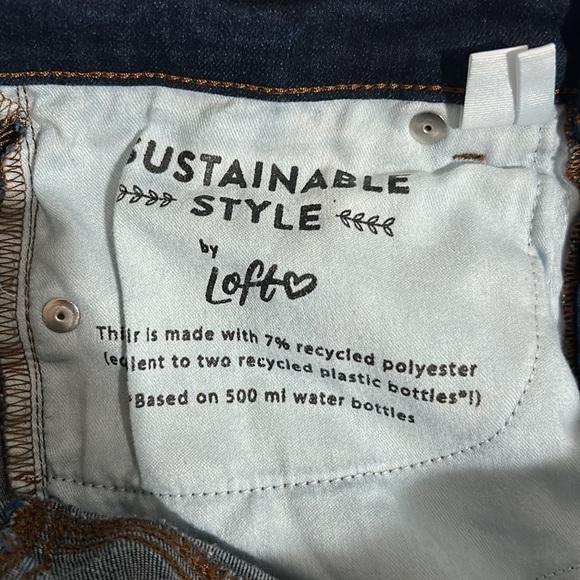 SUSTAINABLE
STYLE
by
Loft
is made with 7% recycled polyester
to two recycled plastic bottles*!)
*Based on 500 ml water bottles